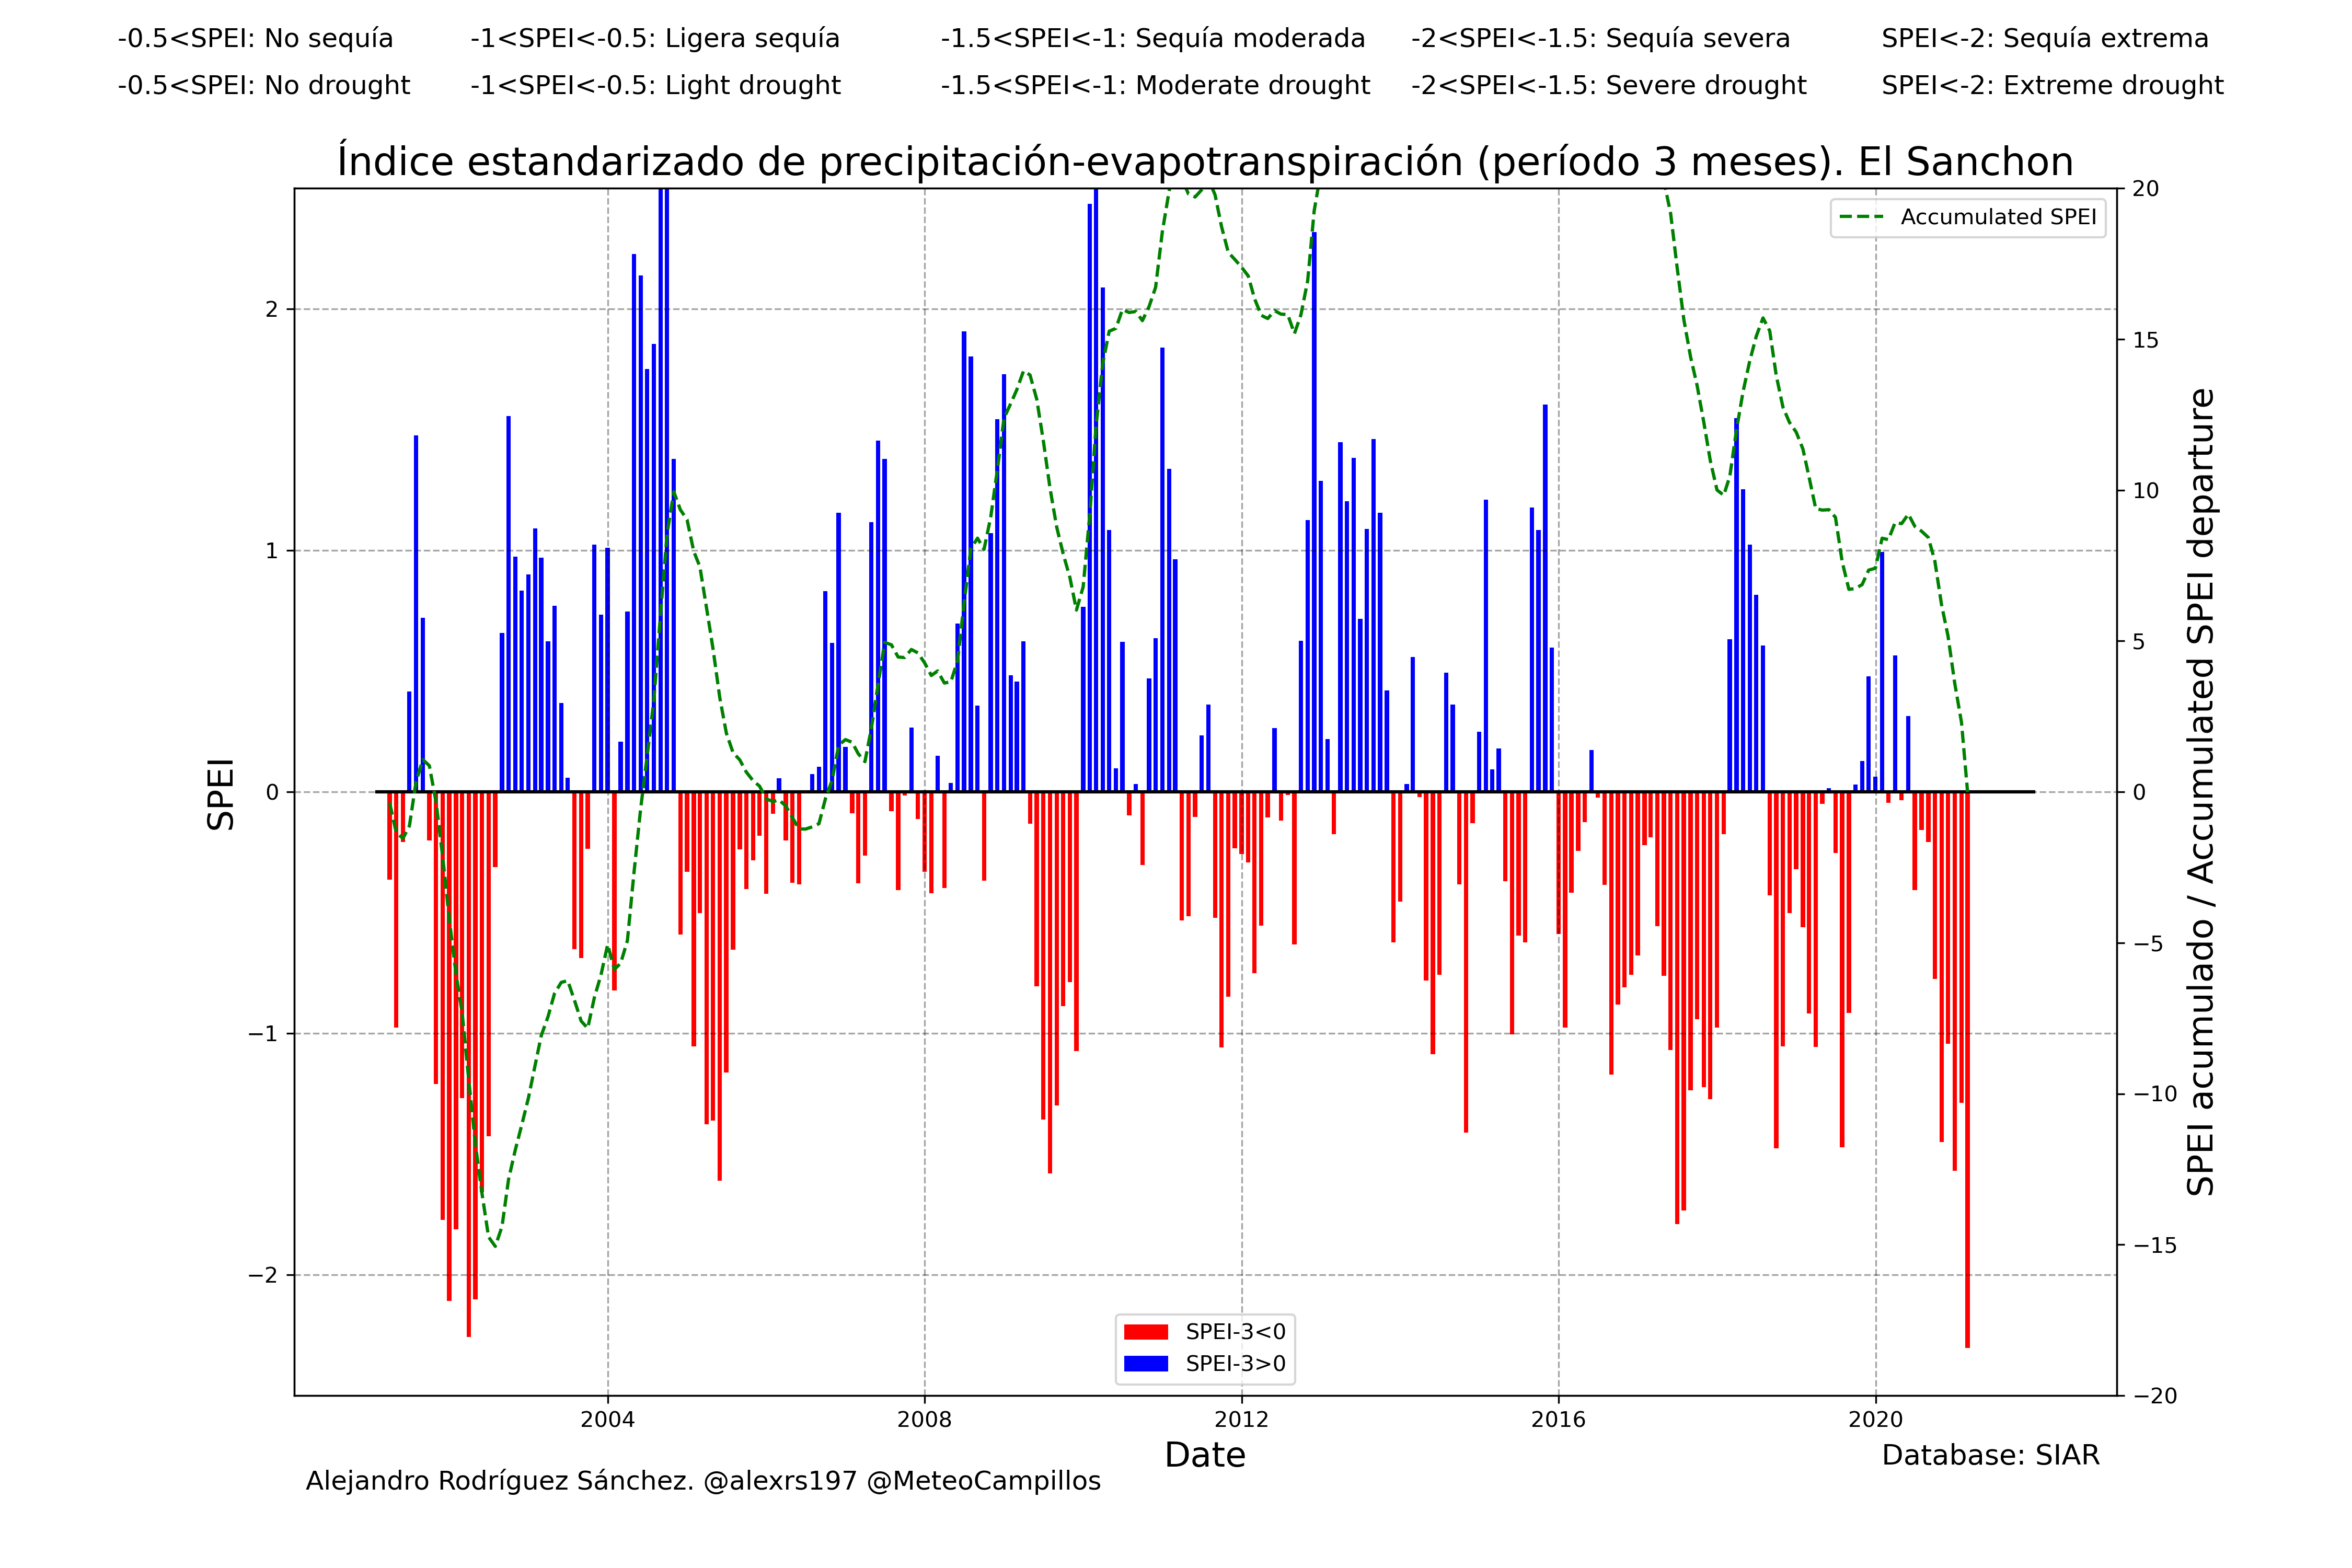 -0.5<SPEI: No sequía -1<SPEI<-0.5: Ligera sequía -1.5<SPEI<-1: Sequía moderada -2<SPEI<-1.5: Sequía severa SPEI<-2: Sequía extrema
-0.5<SPEI: No drought -1<SPEI<-0.5: Light drought -1.5<SPEI<-1: Moderate drought -2<SPEI<-1.5: Severe drought SPEI<-2: Extreme drought
Índice estandarizado de precipitación-evapotranspiración (período 3 meses). El Sanchon
Accumulated SPEI
SPEI
2
1
0
−1
−2
20
15
10
5
0
−5
−10
−15
−20
SPEI acumulado / Accumulated SPEI departure
SPEI-3<0
SPEI-3>0
2004 2008 2012 2016 2020
Date
Database: SIAR
Alejandro Rodríguez Sánchez. @alexrs197 @MeteoCampillos